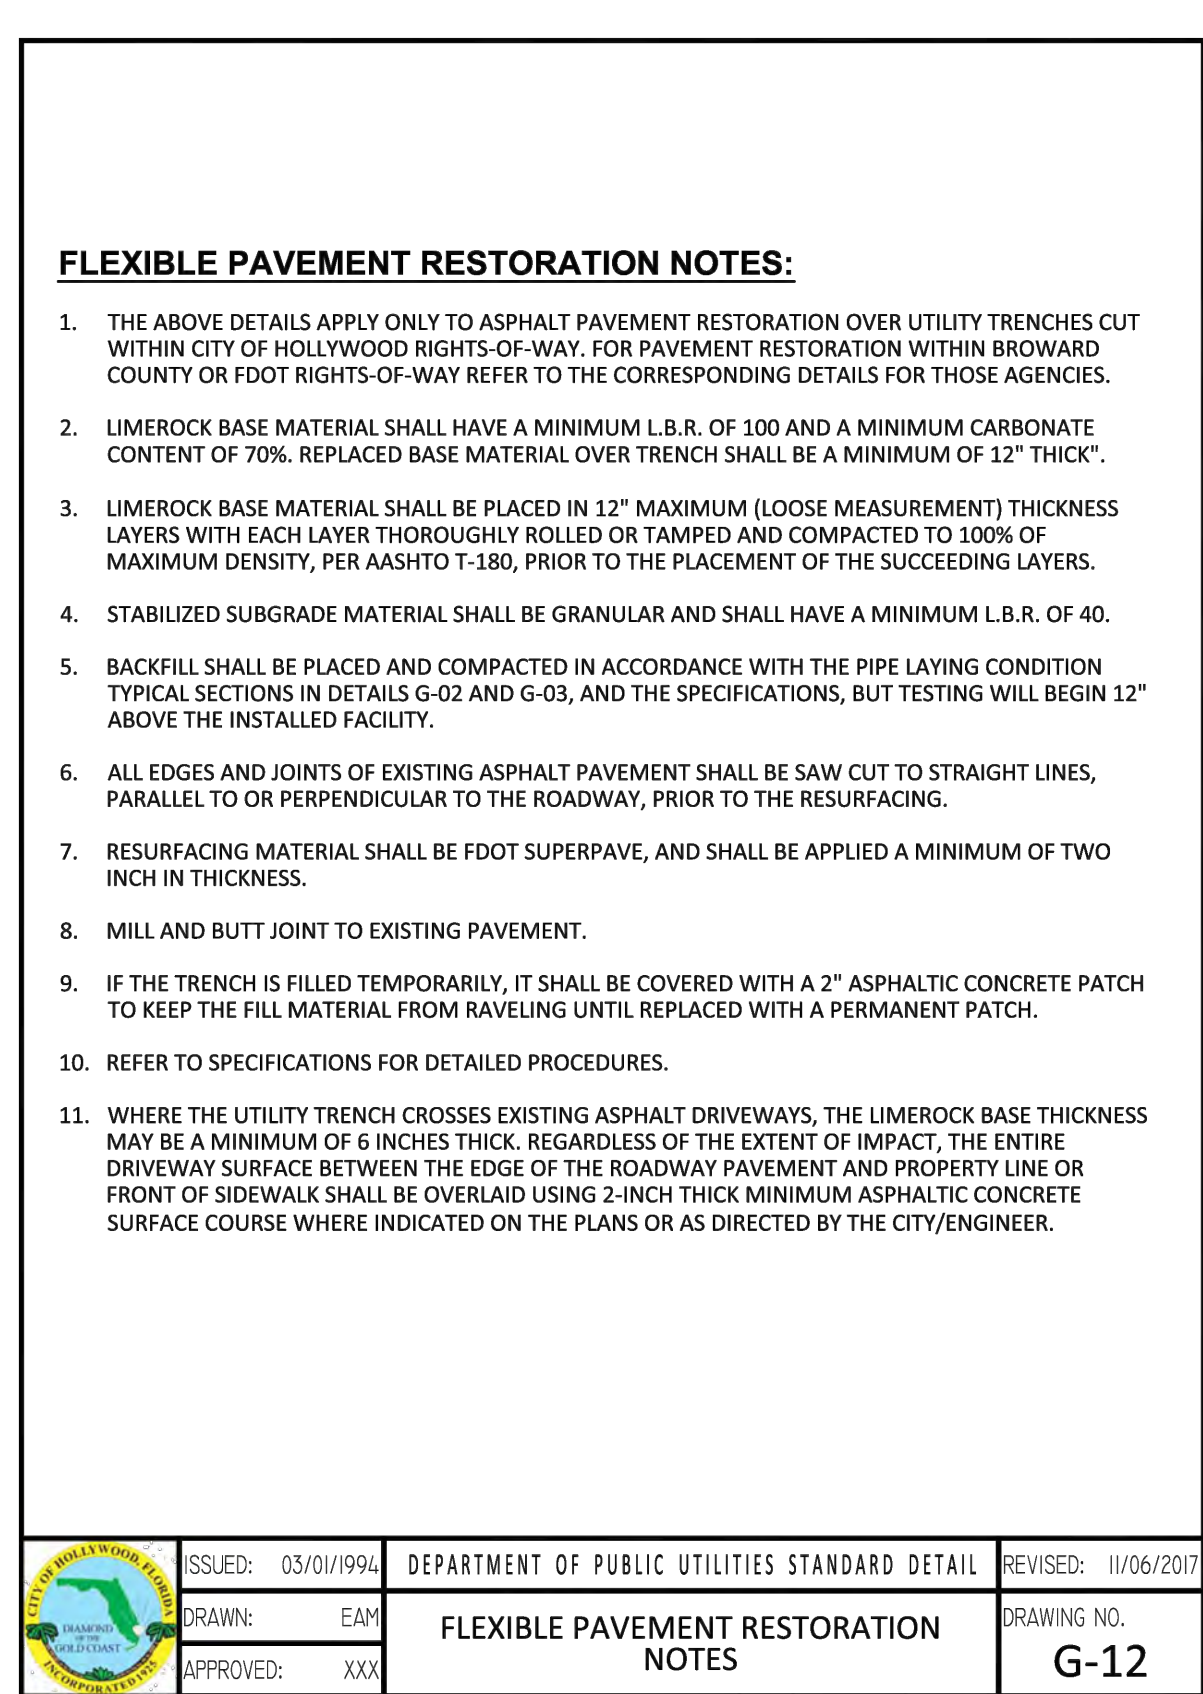 FLEXIBLE PAVEMENT RESTORATION NOTES:
1. THE ABOVE DETAILS APPLY ONLY TO ASPHALT PAVEMENT RESTORATION OVER UTILITY TRENCHES CUT
WITHIN CITY OF HOLLYWOOD RIGHTS-OF-WAY. FOR PAVEMENT RESTORATION WITHIN BROWARD
COUNTY OR FDOT RIGHTS-OF-WAY REFER TO THE CORRESPONDING DETAILS FOR THOSE AGENCIES.
2. LIMEROCK BASE MATERIAL SHALL HAVE A MINIMUM L.B.R. OF 100 AND A MINIMUM CARBONATE
CONTENT OF 70%. REPLACED BASE MATERIAL OVER TRENCH SHALL BE A MINIMUM OF 12" THICK".
3. LIMEROCK BASE MATERIAL SHALL BE PLACED IN 12" MAXIMUM (LOOSE MEASUREMENT) THICKNESS
LAYERS WITH EACH LAYER THOROUGHLY ROLLED OR TAMPED AND COMPACTED TO 100% OF
MAXIMUM DENSITY, PER AASHTO T-180, PRIOR TO THE PLACEMENT OF THE SUCCEEDING LAYERS.
4. STABILIZED SUBGRADE MATERIAL SHALL BE GRANULAR AND SHALL HAVE A MINIMUM L.B.R. OF 40.
5. BACKFILL SHALL BE PLACED AND COMPACTED IN ACCORDANCE WITH THE PIPE LAYING CONDITION
TYPICAL SECTIONS IN DETAILS G-02 AND G-03, AND THE SPECIFICATIONS, BUT TESTING WILL BEGIN 12"
ABOVE THE INSTALLED FACILITY.
6. ALL EDGES AND JOINTS OF EXISTING ASPHALT PAVEMENT SHALL BE SAW CUT TO STRAIGHT LINES,
PARALLEL TO OR PERPENDICULAR TO THE ROADWAY, PRIOR TO THE RESURFACING.
7. RESURFACING MATERIAL SHALL BE FDOT SUPERPAVE, AND SHALL BE APPLIED A MINIMUM OF TWO
INCH IN THICKNESS.
8. MILL AND BUTT JOINT TO EXISTING PAVEMENT.
9. IF THE TRENCH IS FILLED TEMPORARILY, IT SHALL BE COVERED WITH A 2" ASPHALTIC CONCRETE PATCH
TO KEEP THE FILL MATERIAL FROM RAVELING UNTIL REPLACED WITH A PERMANENT PATCH.
10. REFER TO SPECIFICATIONS FOR DETAILED PROCEDURES.
11. WHERE THE UTILITY TRENCH CROSSES EXISTING ASPHALT DRIVEWAYS, THE LIMEROCK BASE THICKNESS
MAY BE A MINIMUM OF 6 INCHES THICK. REGARDLESS OF THE EXTENT OF IMPACT, THE ENTIRE
DRIVEWAY SURFACE BETWEEN THE EDGE OF THE ROADWAY PAVEMENT AND PROPERTY LINE OR
FRONT OF SIDEWALK SHALL BE OVERLAID USING 2-INCH THICK MINIMUM ASPHALTIC CONCRETE
SURFACE COURSE WHERE INDICATED ON THE PLANS OR AS DIRECTED BY THE CITY/ENGINEER.
CITY OF HOLLYWOOD, FLORIDA
DIAMOND
OF THE
GOLD COAST
INCORPORATED 1925
ISSUED: 03/01/1994
DRAWN: EAM
APPROVED: XXX
DEPARTMENT OF PUBLIC UTILITIES STANDARD DETAIL
FLEXIBLE PAVEMENT RESTORATION
NOTES
REVISED: 11/06/2017
DRAWING NO.
G-12